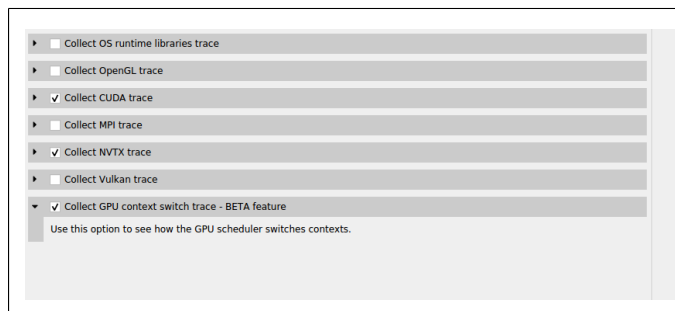 Collect OS runtime libraries trace
Collect OpenGL trace
Collect CUDA trace
Collect MPI trace
Collect NVTX trace
Collect Vulkan trace
Collect GPU context switch trace - BETA feature
Use this option to see how the GPU scheduler switches contexts.